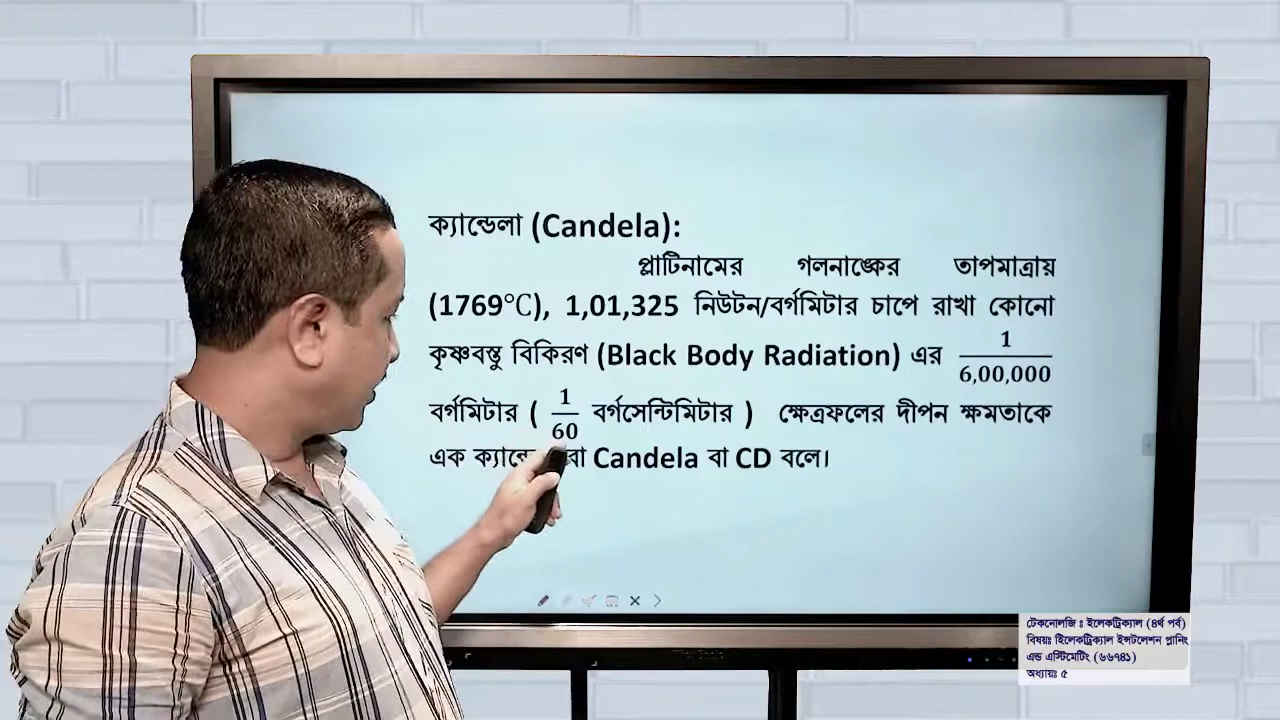 ক্যান্ডেলা (Candela):
প্লাটিনামের গলনাঙ্কের তাপমাত্রায়
(1769℃), 1,01,325 নিউটন/বর্গমিটার চাপে রাখা কোনো
কৃষ্ণবস্তু বিকিরণ (Black Body Radiation) এর 1/6,00,000
বর্গমিটার ( 1/60 বর্গসেন্টিমিটার ) ক্ষেত্রফলের দীপন ক্ষমতাকে
এক বা Candela বা CD বলে।
টেকনোলজি ঃ ইলেকট্রিক্যাল (৪র্থ পর্ব)
বিষয়ঃ ইলেকট্রিক্যাল ইন্সটলেশন প্লানিং
এন্ড এস্টিমেটিং (৬৬৭৪১)
অধ্যায়ঃ ৫